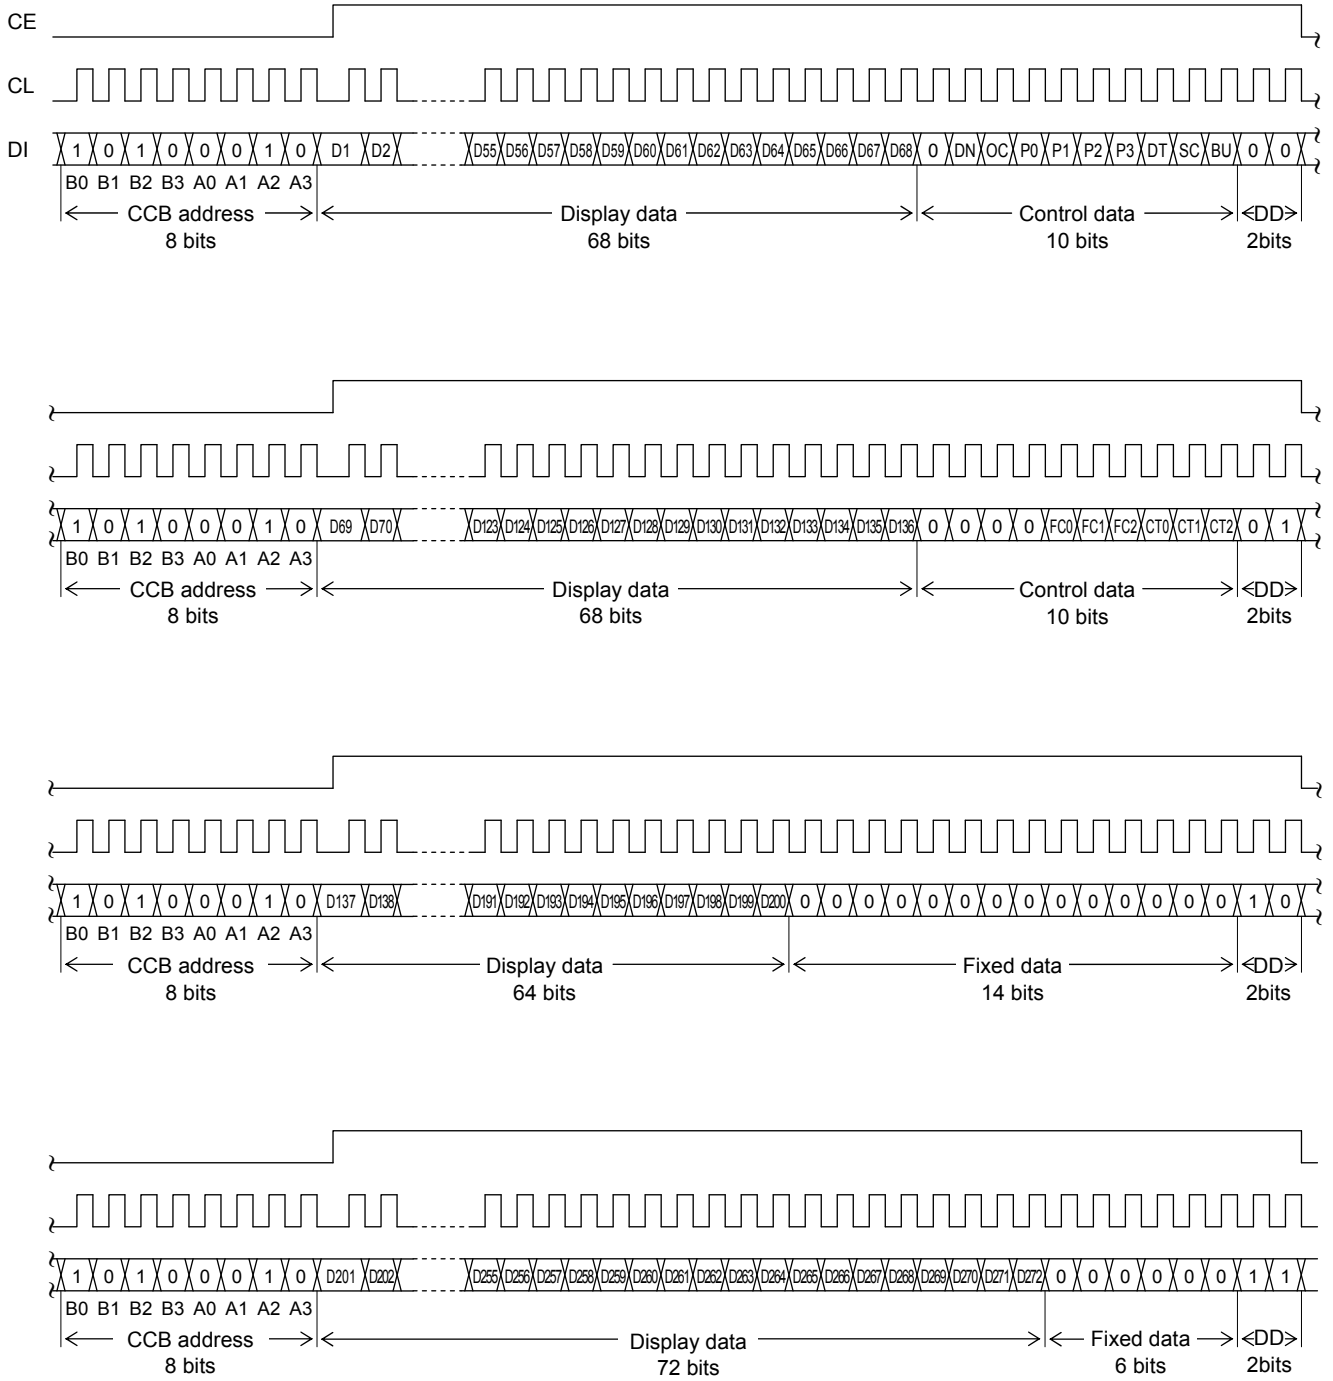 CE
CL
DI 1 0 1 0 0 0 1 0 D1 D2 D55 D56 D57 D58 D59 D60 D61 D62 D63 D64 D65 D66 D67 D68 0 DN OC P0 P1 P2 P3 DT SC BU 0 0
B0 B1 B2 B3 A0 A1 A2 A3
CCB address Display data Control data DD
8 bits 68 bits 10 bits 2bits
1 0 1 0 0 0 1 0 D69 D70 D123 D124 D125 D126 D127 D128 D129 D130 D131 D132 D133 D134 D135 D136 0 0 0 0 FC0 FC1 FC2 CT0 CT1 CT2 0 1
B0 B1 B2 B3 A0 A1 A2 A3
CCB address Display data Control data DD
8 bits 68 bits 10 bits 2bits
1 0 1 0 0 0 1 0 D137 D138 D191 D192 D193 D194 D195 D196 D197 D198 D199 D200 0 0 0 0 0 0 0 0 0 0 0 0 0 0 1 0
B0 B1 B2 B3 A0 A1 A2 A3
CCB address Display data Fixed data DD
8 bits 64 bits 14 bits 2bits
1 0 1 0 0 0 1 0 D201 D202 D255 D256 D257 D258 D259 D260 D261 D262 D263 D264 D265 D266 D267 D268 D269 D270 D271 D272 0 0 0 0 0 0 1 1
B0 B1 B2 B3 A0 A1 A2 A3
CCB address Display data Fixed data DD
8 bits 72 bits 6 bits 2bits